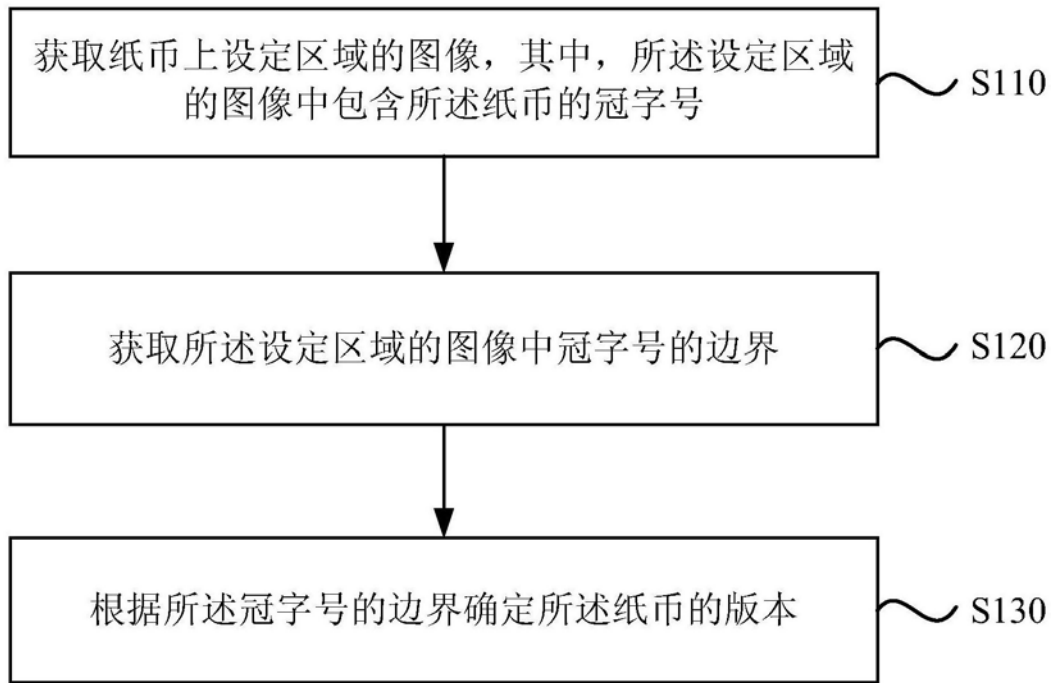 获取纸币上设定区域的图像，其中，所述设定区域
的图像中包含所述纸币的冠字号
S110
获取所述设定区域的图像中冠字号的边界
S120
根据所述冠字号的边界确定所述纸币的版本
S130